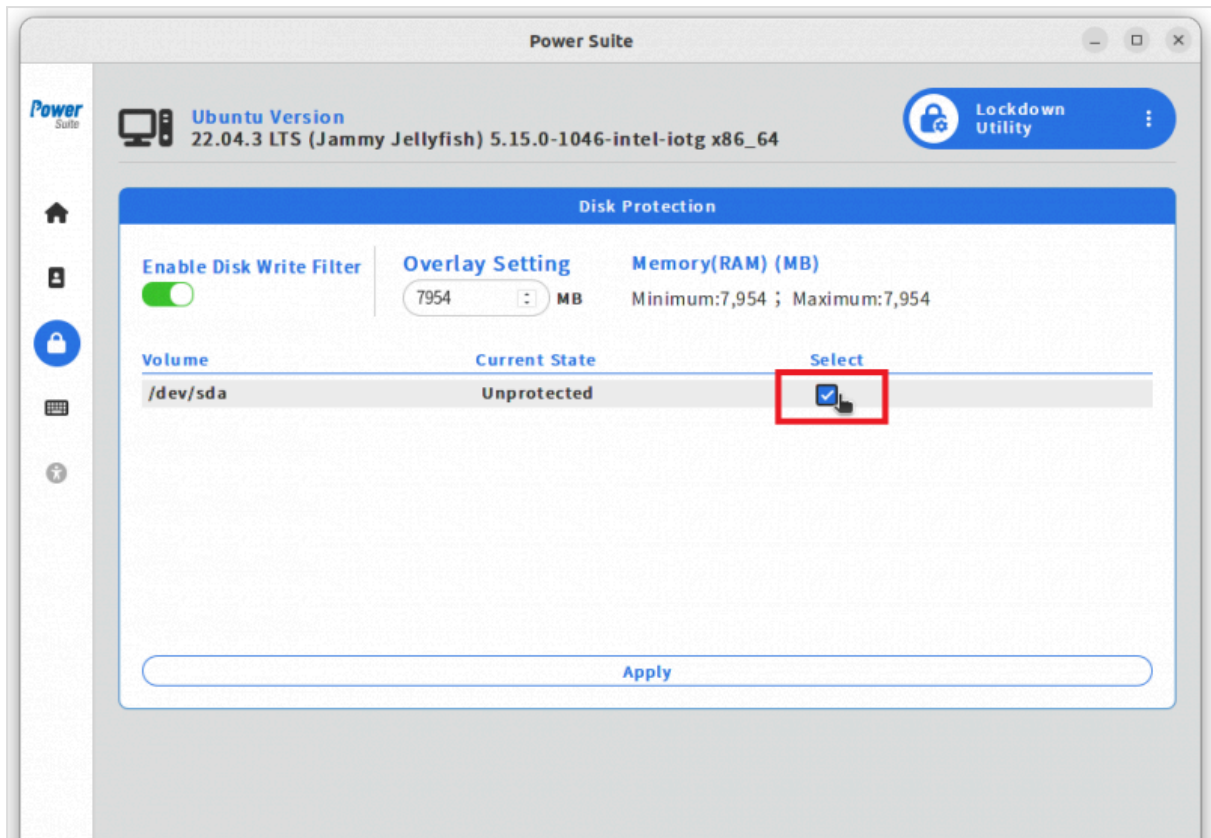 Power Suite
Power
Suite
Ubuntu Version
22.04.3 LTS (Jammy Jellyfish) 5.15.0-1046-intel-iotg x86_64
Lockdown
Utility
Disk Protection
Enable Disk Write Filter
Overlay Setting
7954 MB
Memory(RAM) (MB)
Minimum:7,954 ; Maximum:7,954
Volume Current State Select
/dev/sda Unprotected
Apply